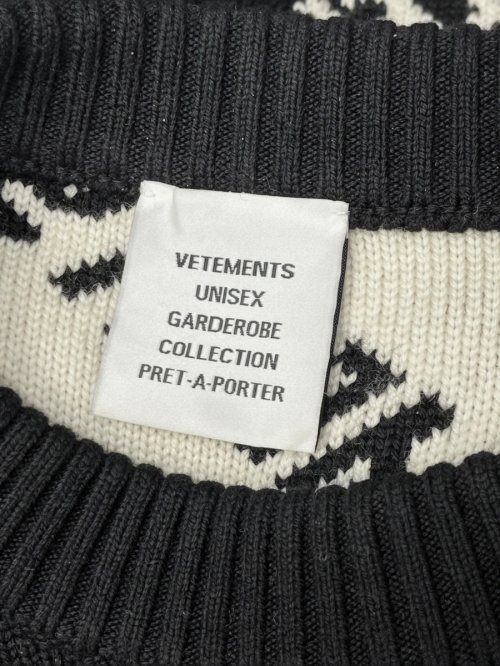 VETEMENTS
UNISEX
GARDEROBE
COLLECTION
PRET-A-PORTER